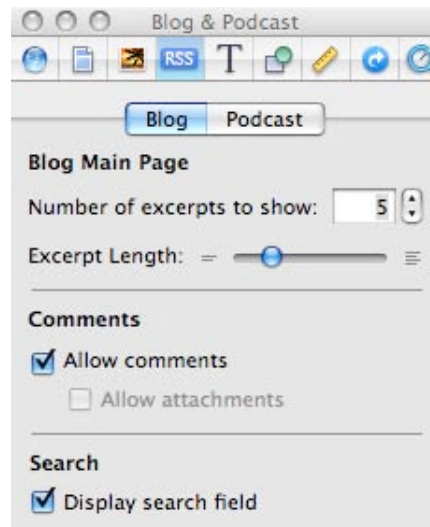 Blog & Podcast
RSS T
Blog Podcast
Blog Main Page
Number of excerpts to show: 5
Excerpt Length:
Comments
Allow comments
Allow attachments
Search
Display search field